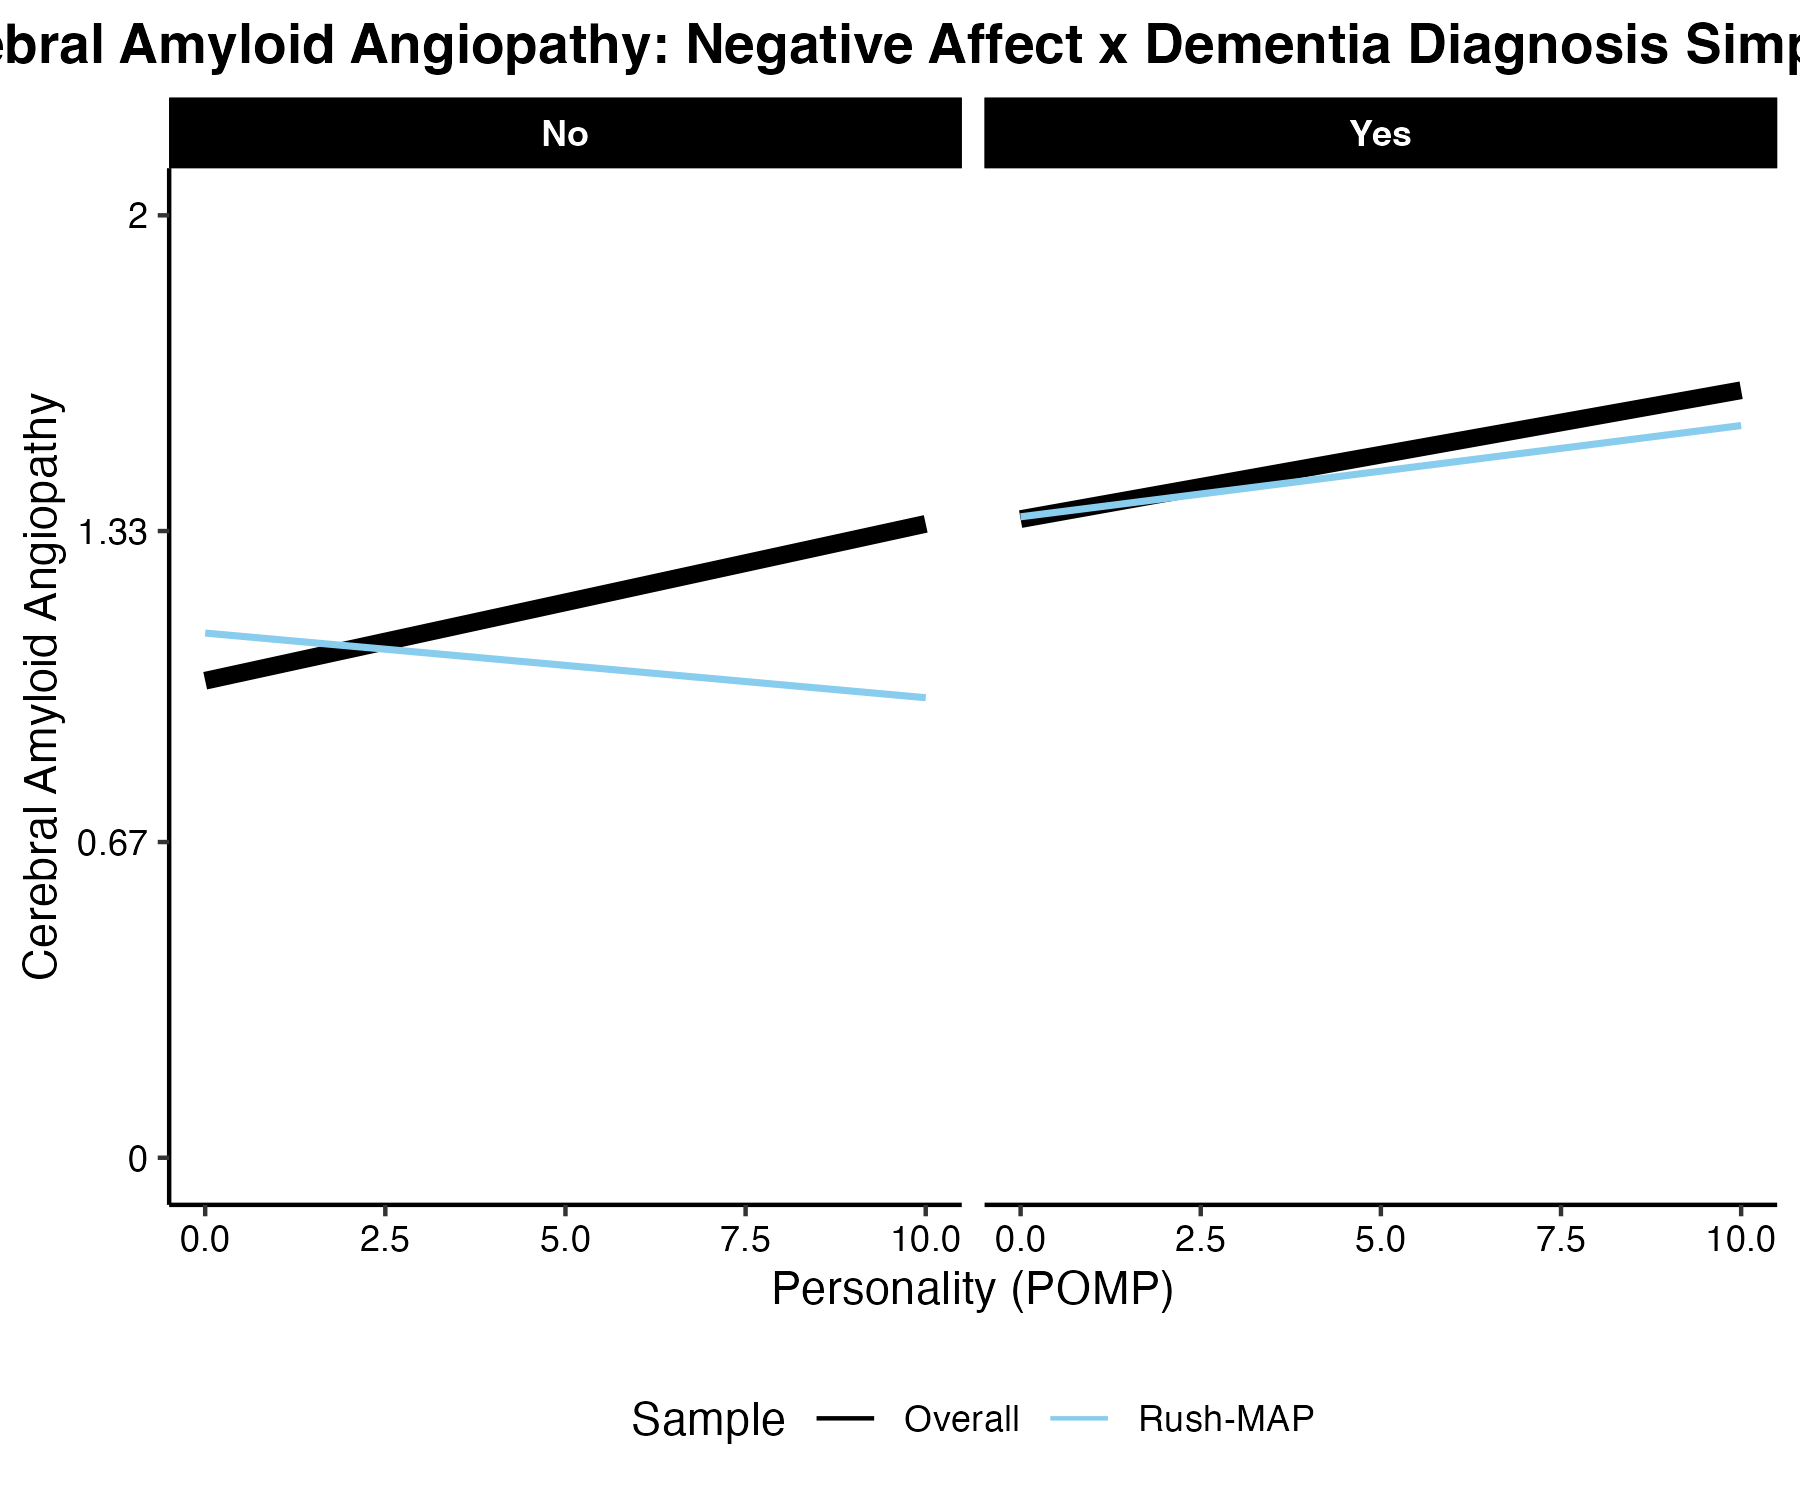 ebral Amyloid Angiopathy: Negative Affect x Dementia Diagnosis Simp
No Yes
Cerebral Amyloid Angiopathy
2
1.33
0.67
0
0.0 2.5 5.0 7.5 10.0 0.0 2.5 5.0 7.5 10.0
Personality (POMP)
Sample Overall Rush-MAP